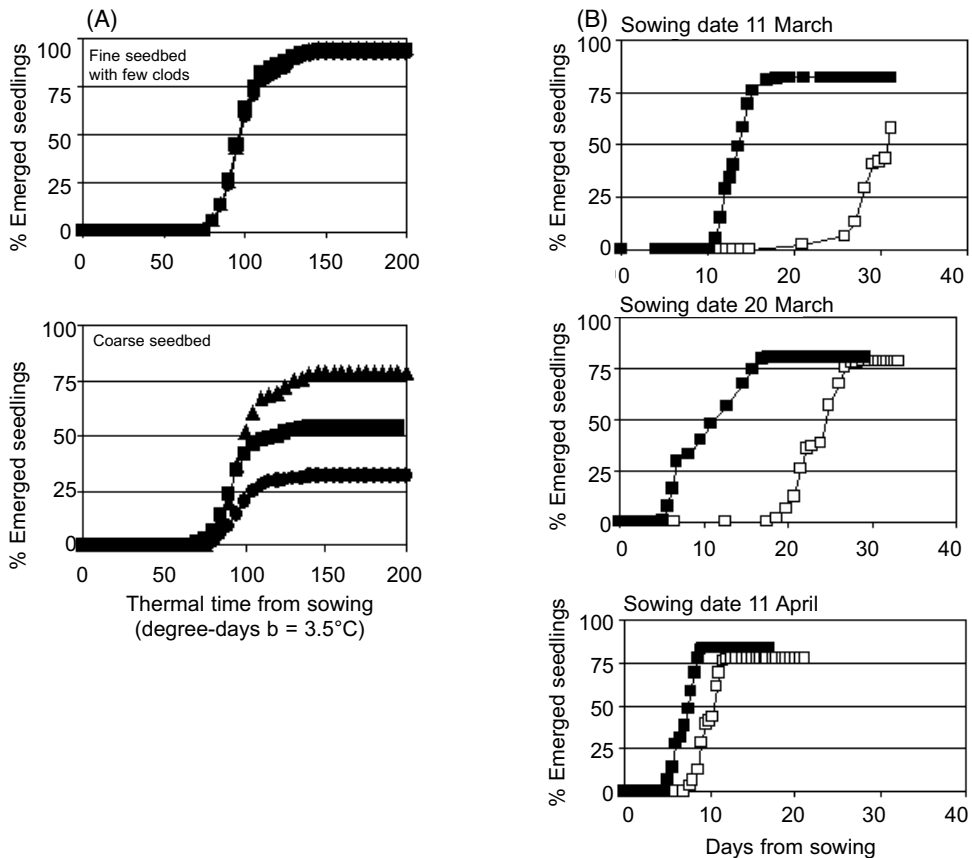 (A)
100
75
50
25
0
% Emerged seedlings
Fine seedbed
with few clods
0 50 100 150 200
100
75
50
25
0
% Emerged seedlings
Coarse seedbed
0 50 100 150 200
Thermal time from sowing
(degree-days b = 3.5°C)
(B)
Sowing date 11 March
100
75
50
25
0
% Emerged seedlings
0 10 20 30 40
Sowing date 20 March
100
75
50
25
0
% Emerged seedlings
0 10 20 30 40
Sowing date 11 April
100
75
50
25
0
% Emerged seedlings
0 10 20 30 40
Days from sowing